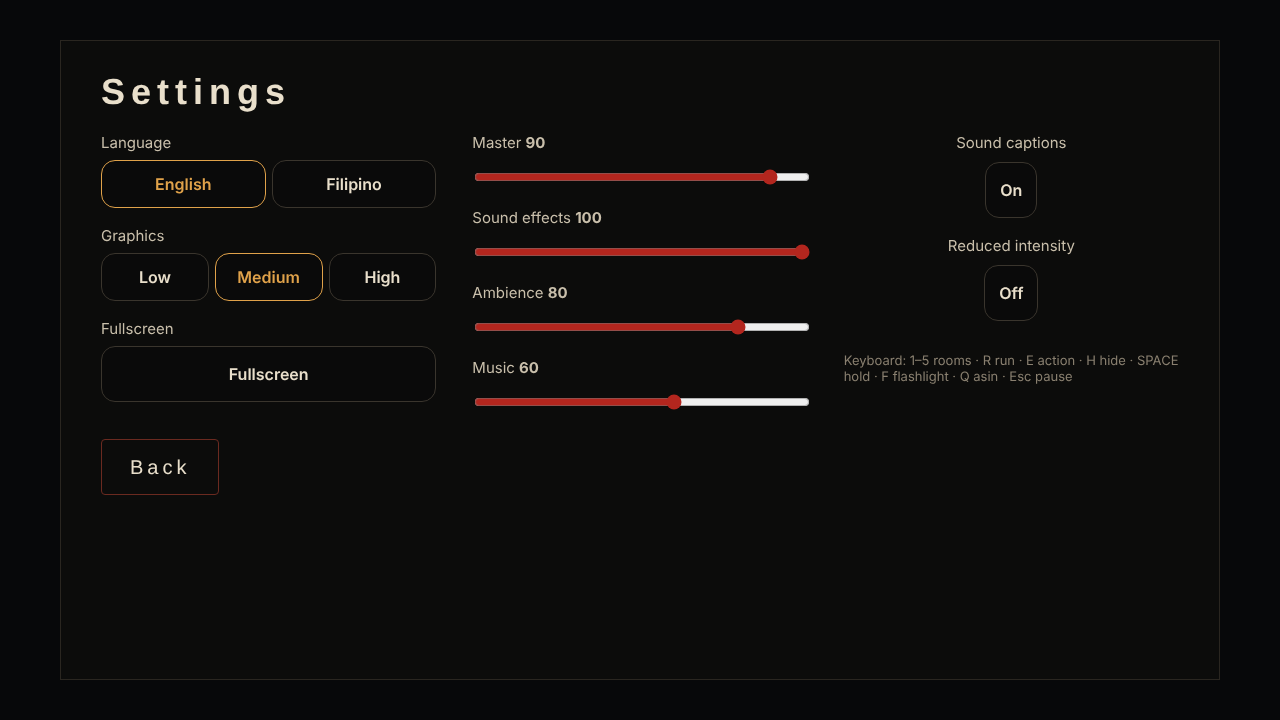 Settings
Language
English
Filipino
Graphics
Low
Medium
High
Fullscreen
Fullscreen
Master 90
Sound effects 100
Ambience 80
Music 60
Sound captions
On
Reduced intensity
Off
Keyboard: 1–5 rooms · R run · E action · H hide · SPACE
hold · F flashlight · Q asin · Esc pause
Back